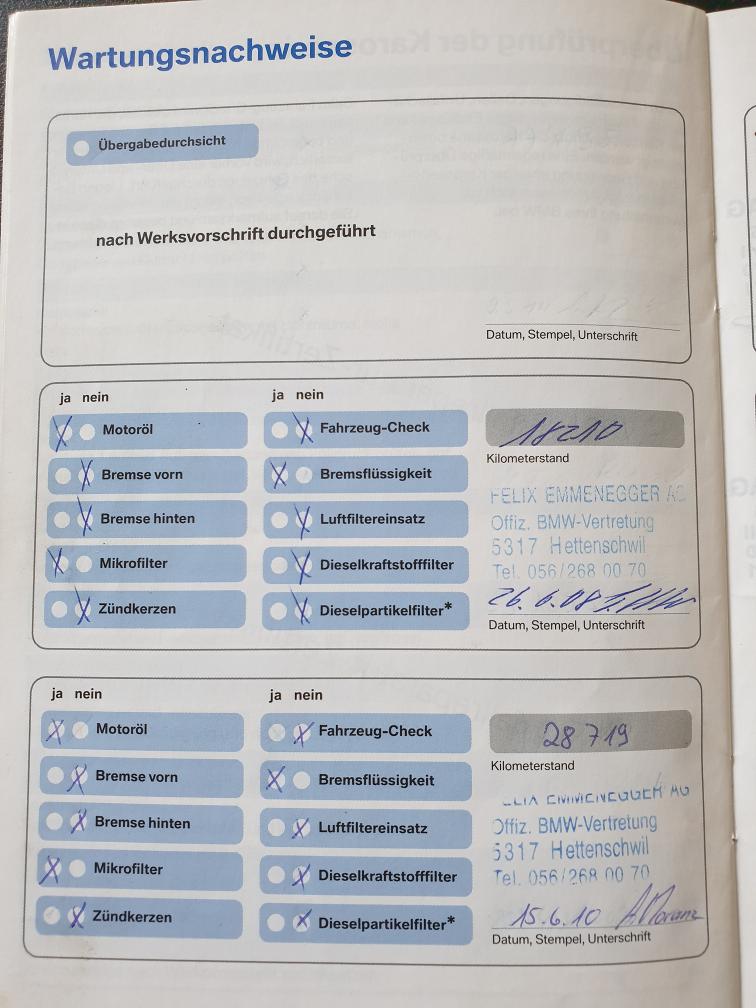 Wartungsnachweise
Übergabedurchsicht
nach Werksvorschrift durchgeführt
Datum, Stempel, Unterschrift
ja nein
Motoröl
Bremse vorn
Bremse hinten
Mikrofilter
Zündkerzen
ja nein
Fahrzeug-Check
Bremsflüssigkeit
Luftfiltereinsatz
Dieselkraftstofffilter
Dieselpartikelfilter*
18210
Kilometerstand
FELIX EMMENEGGER AG
Offiz. BMW-Vertretung
5317 Hettenschwil
Tel. 056/268 00 70
26.6.08
Datum, Stempel, Unterschrift
ja nein
Motoröl
Bremse vorn
Bremse hinten
Mikrofilter
Zündkerzen
ja nein
Fahrzeug-Check
Bremsflüssigkeit
Luftfiltereinsatz
Dieselkraftstofffilter
Dieselpartikelfilter*
28719
Kilometerstand
EMMENEGGER AG
Offiz. BMW-Vertretung
5317 Hettenschwil
Tel. 056/268 00 70
15.6.10
Datum, Stempel, Unterschrift